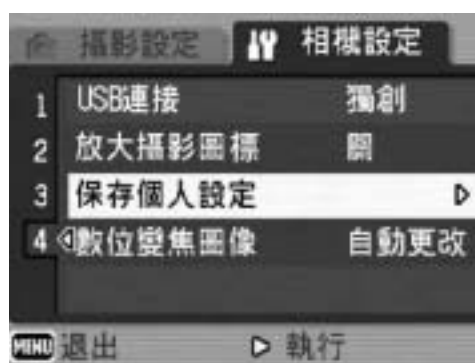 攝影設定 相機設定
1 USB連接 獨創
2 放大攝影圖標 關
3 保存個人設定
4 數位變焦圖像 自動更改
MENU 退出 執行